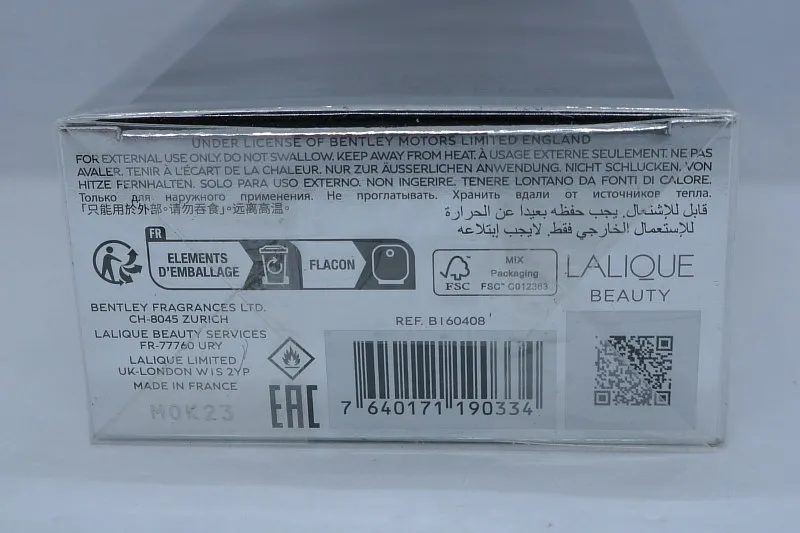 UNDER LICENSE OF BENTLEY MOTORS LIMITED ENGLAND
FOR EXTERNAL USE ONLY. DO NOT SWALLOW. KEEP AWAY FROM HEAT. À USAGE EXTERNE SEULEMENT. NE PAS
AVALER. TENIR À L'ÉCART DE LA CHALEUR. NUR ZUR ÄUSSERLICHEN ANWENDUNG. NICHT SCHLUCKEN. VON
HITZE FERNHALTEN. SOLO PARA USO EXTERNO. NON INGERIRE. TENERE LONTANO DA FONTI DI CALORE.
Только для наружного применения. Не проглатывать. Хранить вдали от источников тепла.
「只能用於外部。请勿吞食」。远离高温。
قابل للإشتعال. يجب حفظه بعيدا عن الحرارة
للإستعمال الخارجي فقط. لايجب إبتلاعه
FR
ELEMENTS
D'EMBALLAGE
FLACON
FSC
MIX
Packaging
FSC® C012383
LALIQUE
BEAUTY
BENTLEY FRAGRANCES LTD.
CH-8045 ZURICH
LALIQUE BEAUTY SERVICES
FR-77760 URY
LALIQUE LIMITED
UK-LONDON W1S 2YP
MADE IN FRANCE
M0K23
EAC
REF. B160408
7 640171 190334